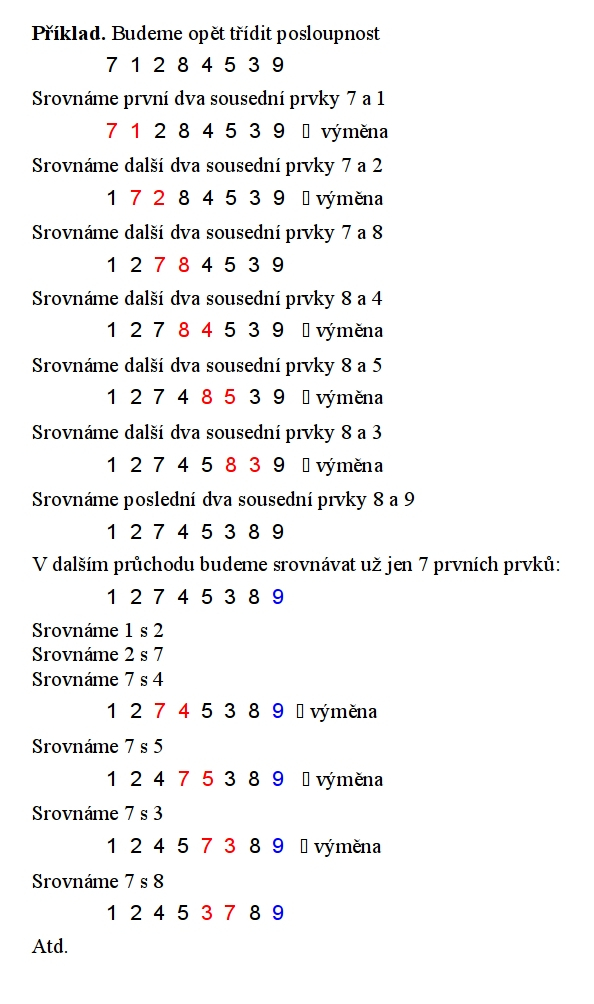 Příklad. Budeme opět třídit posloupnost
7 1 2 8 4 5 3 9
Srovnáme první dva sousední prvky 7 a 1
7 1 2 8 4 5 3 9 ▯ výměna
Srovnáme další dva sousední prvky 7 a 2
1 7 2 8 4 5 3 9 ▯ výměna
Srovnáme další dva sousední prvky 7 a 8
1 2 7 8 4 5 3 9
Srovnáme další dva sousední prvky 8 a 4
1 2 7 8 4 5 3 9 ▯ výměna
Srovnáme další dva sousední prvky 8 a 5
1 2 7 4 8 5 3 9 ▯ výměna
Srovnáme další dva sousední prvky 8 a 3
1 2 7 4 5 8 3 9 ▯ výměna
Srovnáme poslední dva sousední prvky 8 a 9
1 2 7 4 5 3 8 9
V dalším průchodu budeme srovnávat už jen 7 prvních prvků:
1 2 7 4 5 3 8 9
Srovnáme 1 s 2
Srovnáme 2 s 7
Srovnáme 7 s 4
1 2 7 4 5 3 8 9 ▯ výměna
Srovnáme 7 s 5
1 2 4 7 5 3 8 9 ▯ výměna
Srovnáme 7 s 3
1 2 4 5 7 3 8 9 ▯ výměna
Srovnáme 7 s 8
1 2 4 5 3 7 8 9
Atd.